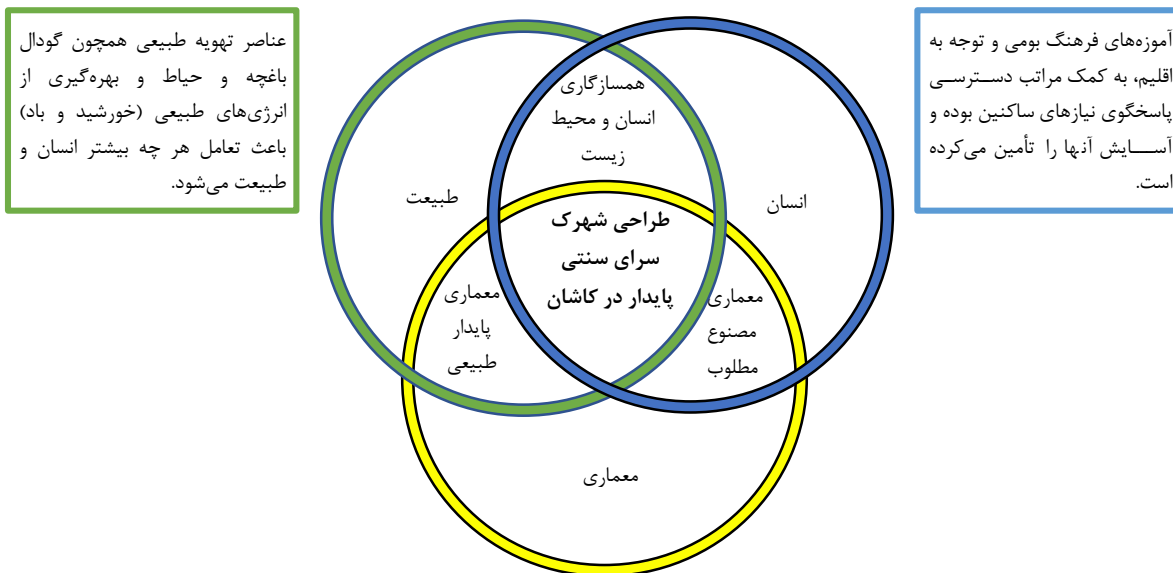 آموزه‌های فرهنگ بومی و توجه به
اقلیم، به کمک مراتب دسترسی
پاسخگوی نیازهای ساکنین بوده و
آسایش آنها را تأمین می‌کرده
است.
عناصر تهویه طبیعی همچون گودال
باغچه و حیاط و بهره‌گیری از
انرژی‌های طبیعی (خورشید و باد)
باعث تعامل هر چه بیشتر انسان و
طبیعت می‌شود.
همسازگاری
انسان و محیط
زیست
انسان
طبیعت
طراحی شهرک
سرای سنتی
پایدار در کاشان
معماری
مصنوع
مطلوب
معماری
پایدار
طبیعی
معماری